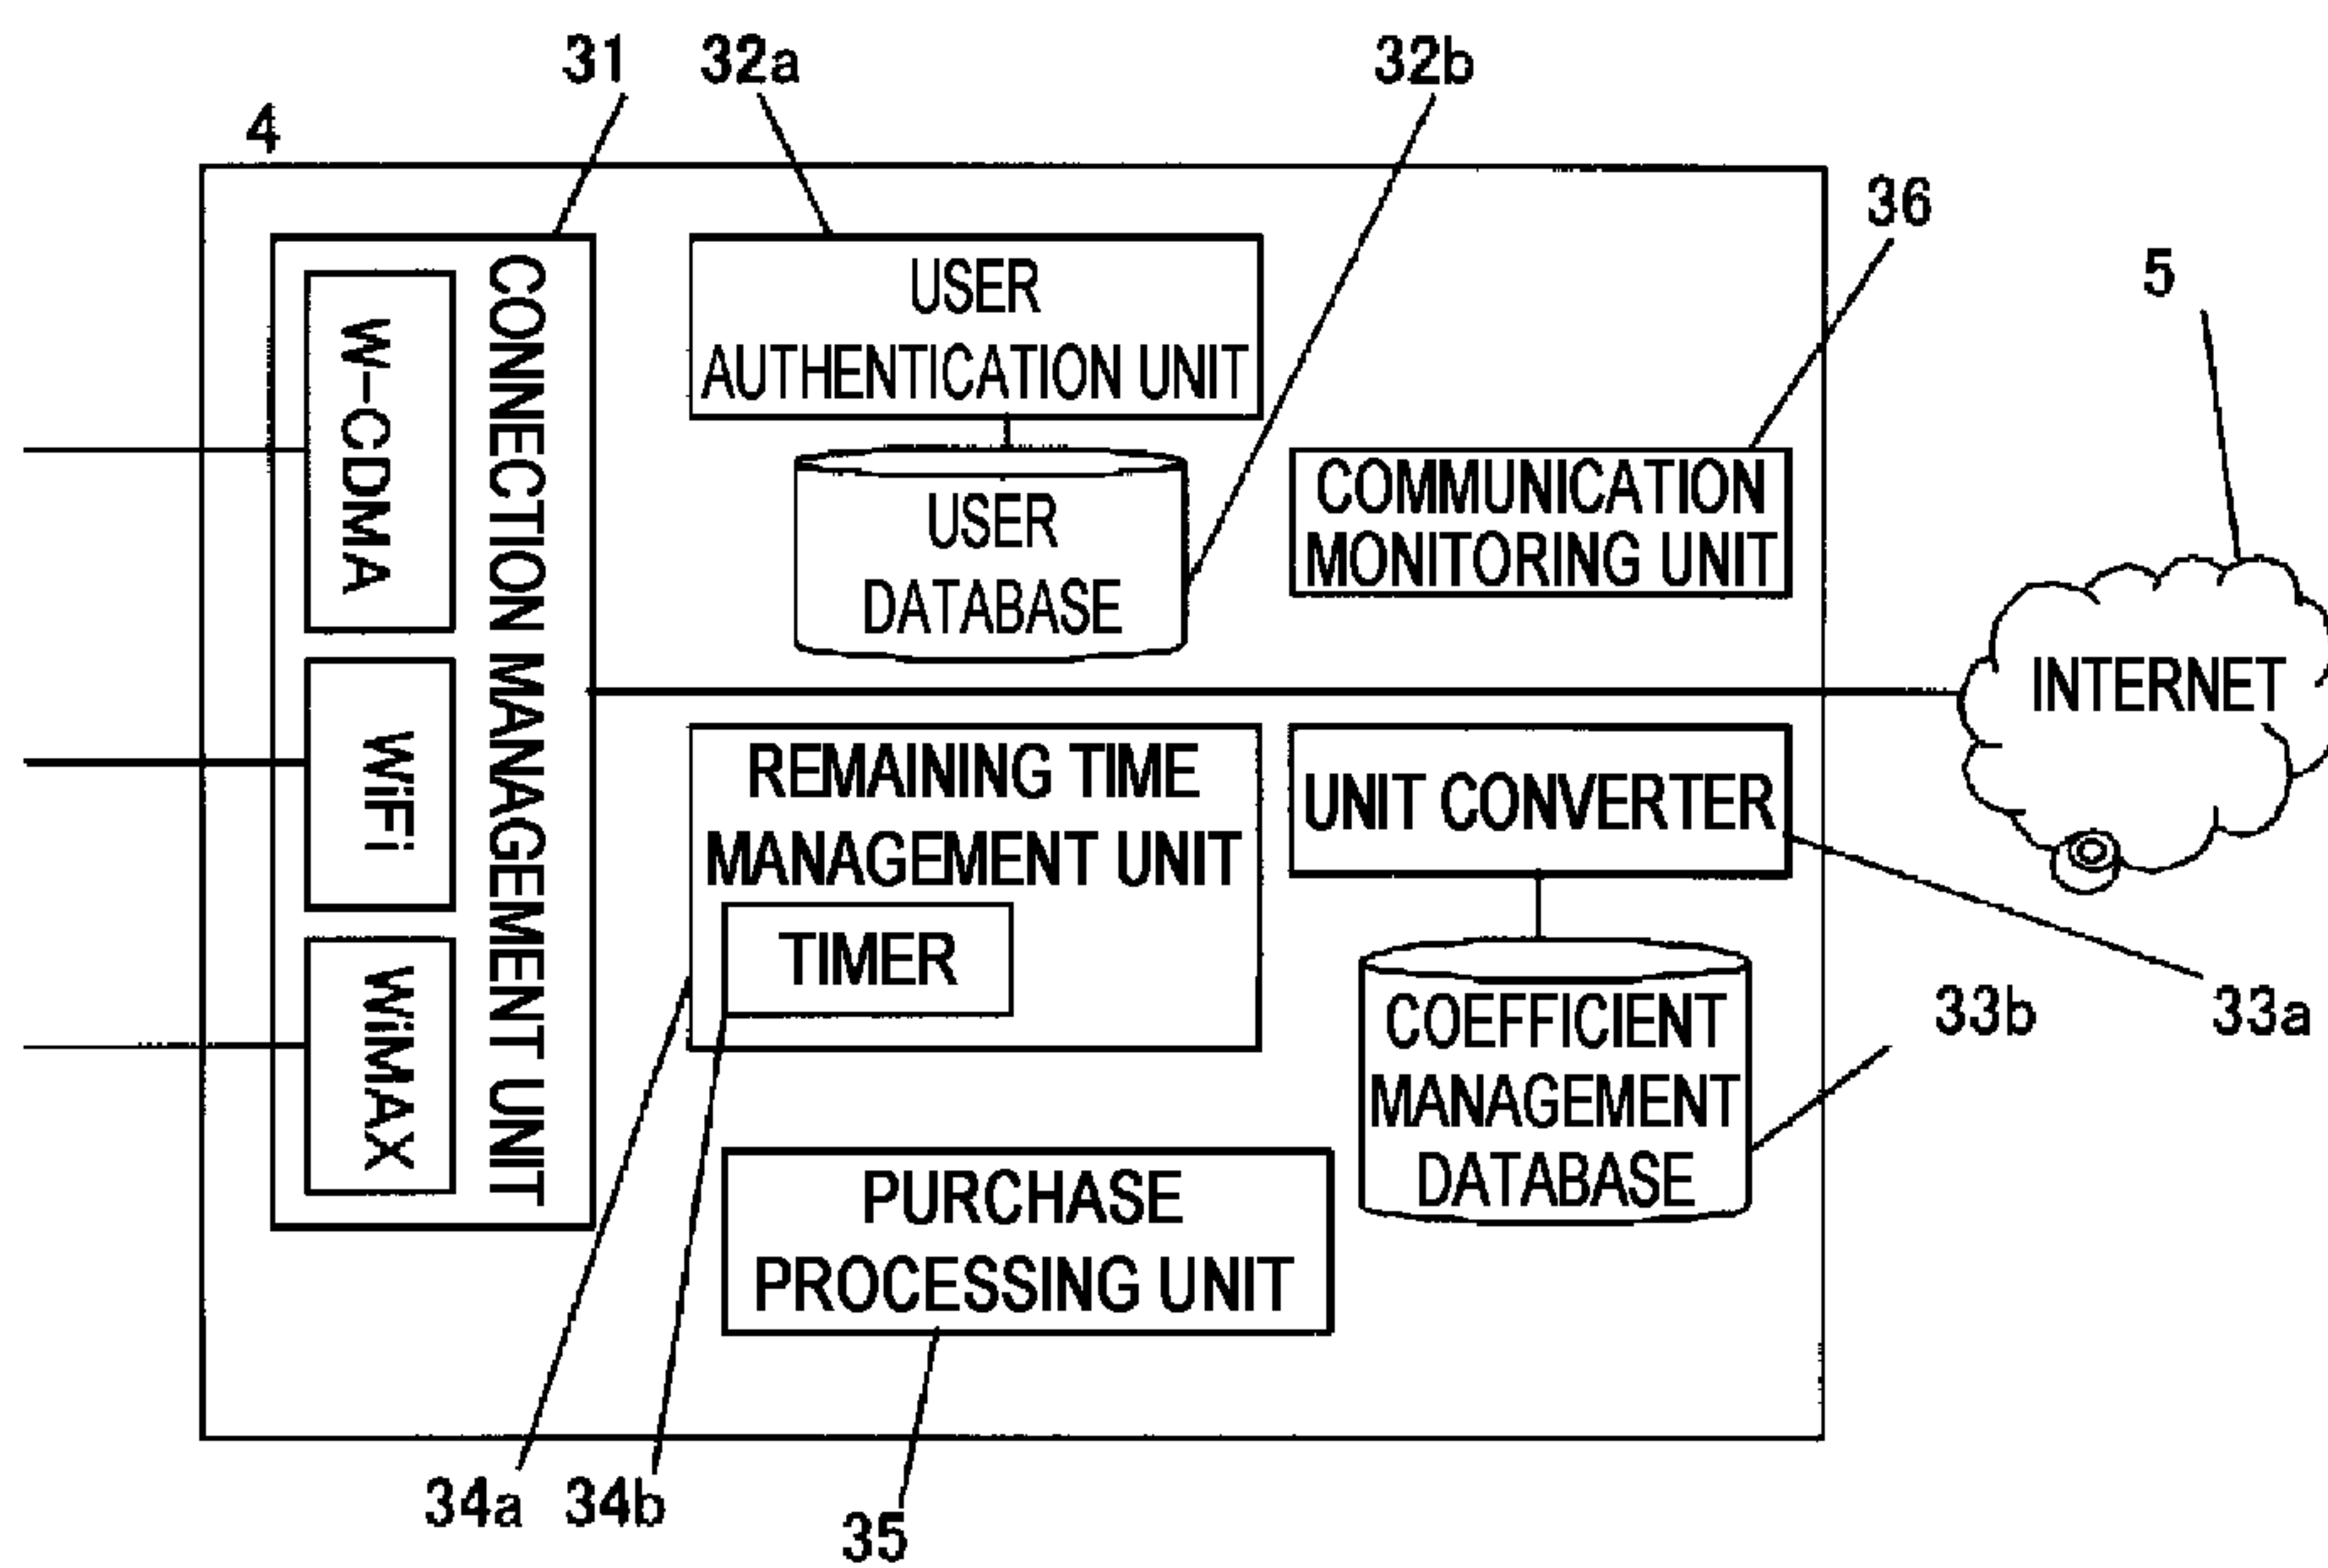 31
32a
32b
4
36
5
CONNECTION MANAGEMENT UNIT
W-CDMA
WiFi
WiMAX
USER
AUTHENTICATION UNIT
USER
DATABASE
COMMUNICATION
MONITORING UNIT
INTERNET
REMAINING TIME
MANAGEMENT UNIT
TIMER
UNIT CONVERTER
COEFFICIENT
MANAGEMENT
DATABASE
33b
33a
PURCHASE
PROCESSING UNIT
34a
34b
35